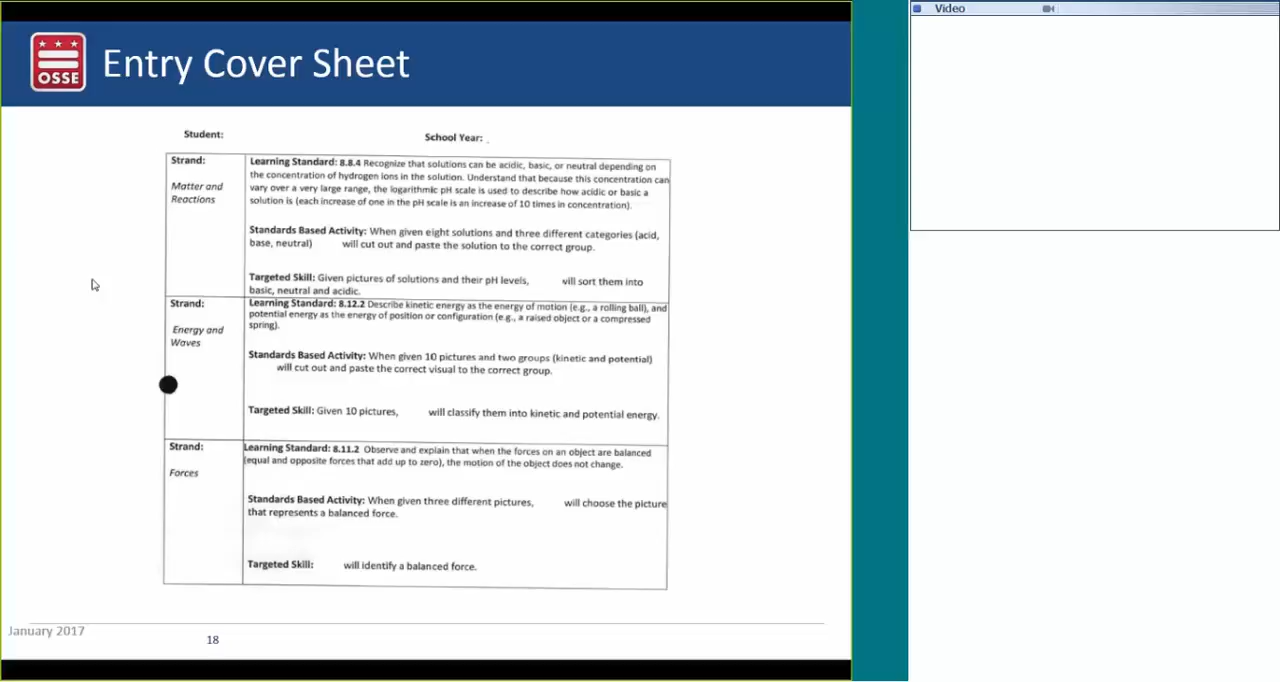 Video
OSSE
Entry Cover Sheet
Student:
School Year:
Strand:
Matter and
Reactions
Learning Standard: 8.8.4 Recognize that solutions can be acidic, basic, or neutral depending on
the concentration of hydrogen ions in the solution. Understand that because this concentration can
vary over a very large range, the logarithmic pH scale is used to describe how acidic or basic a
solution is (each increase of one in the pH scale is an increase of 10 times in concentration).
Standards Based Activity: When given eight solutions and three different categories (acid,
base, neutral) will cut out and paste the solution to the correct group.
Targeted Skill: Given pictures of solutions and their pH levels, will sort them into
basic, neutral and acidic.
Strand:
Energy and
Waves
Learning Standard: 8.12.2 Describe kinetic energy as the energy of motion (e.g., a rolling ball), and
potential energy as the energy of position or configuration (e.g., a raised object or a compressed
spring).
Standards Based Activity: When given 10 pictures and two groups (kinetic and potential)
will cut out and paste the correct visual to the correct group.
Targeted Skill: Given 10 pictures, will classify them into kinetic and potential energy.
Strand:
Forces
Learning Standard: 8.11.2 Observe and explain that when the forces on an object are balanced
(equal and opposite forces that add up to zero), the motion of the object does not change.
Standards Based Activity: When given three different pictures, will choose the picture
that represents a balanced force.
Targeted Skill: will identify a balanced force.
January 2017
18